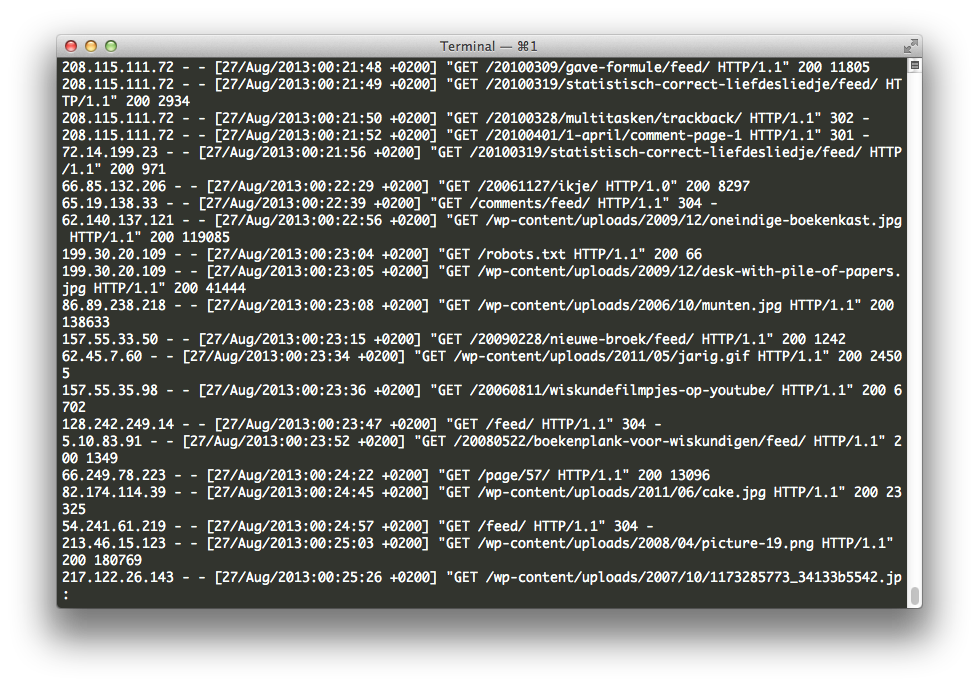 Terminal — ⌘1
208.115.111.72 - - [27/Aug/2013:00:21:48 +0200] "GET /20100309/gave-formule/feed/ HTTP/1.1" 200 11805
208.115.111.72 - - [27/Aug/2013:00:21:49 +0200] "GET /20100319/statistisch-correct-liefdesliedje/feed/ HT
TP/1.1" 200 2934
208.115.111.72 - - [27/Aug/2013:00:21:50 +0200] "GET /20100328/multitasken/trackback/ HTTP/1.1" 302 -
208.115.111.72 - - [27/Aug/2013:00:21:52 +0200] "GET /20100401/1-april/comment-page-1 HTTP/1.1" 301 -
72.14.199.23 - - [27/Aug/2013:00:21:56 +0200] "GET /20100319/statistisch-correct-liefdesliedje/feed/ HTTP
/1.1" 200 971
66.85.132.206 - - [27/Aug/2013:00:22:29 +0200] "GET /20061127/ikje/ HTTP/1.0" 200 8297
65.19.138.33 - - [27/Aug/2013:00:22:39 +0200] "GET /comments/feed/ HTTP/1.1" 304 -
62.140.137.121 - - [27/Aug/2013:00:22:56 +0200] "GET /wp-content/uploads/2009/12/oneindige-boekenkast.jpg
 HTTP/1.1" 200 119085
199.30.20.109 - - [27/Aug/2013:00:23:04 +0200] "GET /robots.txt HTTP/1.1" 200 66
199.30.20.109 - - [27/Aug/2013:00:23:05 +0200] "GET /wp-content/uploads/2009/12/desk-with-pile-of-papers.
jpg HTTP/1.1" 200 41444
86.89.238.218 - - [27/Aug/2013:00:23:08 +0200] "GET /wp-content/uploads/2006/10/munten.jpg HTTP/1.1" 200
138633
157.55.33.50 - - [27/Aug/2013:00:23:15 +0200] "GET /20090228/nieuwe-broek/feed/ HTTP/1.1" 200 1242
62.45.7.60 - - [27/Aug/2013:00:23:34 +0200] "GET /wp-content/uploads/2011/05/jarig.gif HTTP/1.1" 200 2450
5
157.55.35.98 - - [27/Aug/2013:00:23:36 +0200] "GET /20060811/wiskundefilmpjes-op-youtube/ HTTP/1.1" 200 6
702
128.242.249.14 - - [27/Aug/2013:00:23:47 +0200] "GET /feed/ HTTP/1.1" 304 -
5.10.83.91 - - [27/Aug/2013:00:23:52 +0200] "GET /20080522/boekenplank-voor-wiskundigen/feed/ HTTP/1.1" 2
00 1349
66.249.78.223 - - [27/Aug/2013:00:24:22 +0200] "GET /page/57/ HTTP/1.1" 200 13096
82.174.114.39 - - [27/Aug/2013:00:24:45 +0200] "GET /wp-content/uploads/2011/06/cake.jpg HTTP/1.1" 200 23
325
54.241.61.219 - - [27/Aug/2013:00:24:57 +0200] "GET /feed/ HTTP/1.1" 304 -
213.46.15.123 - - [27/Aug/2013:00:25:03 +0200] "GET /wp-content/uploads/2008/04/picture-19.png HTTP/1.1"
200 180769
217.122.26.143 - - [27/Aug/2013:00:25:26 +0200] "GET /wp-content/uploads/2007/10/1173285773_34133b5542.jp
: